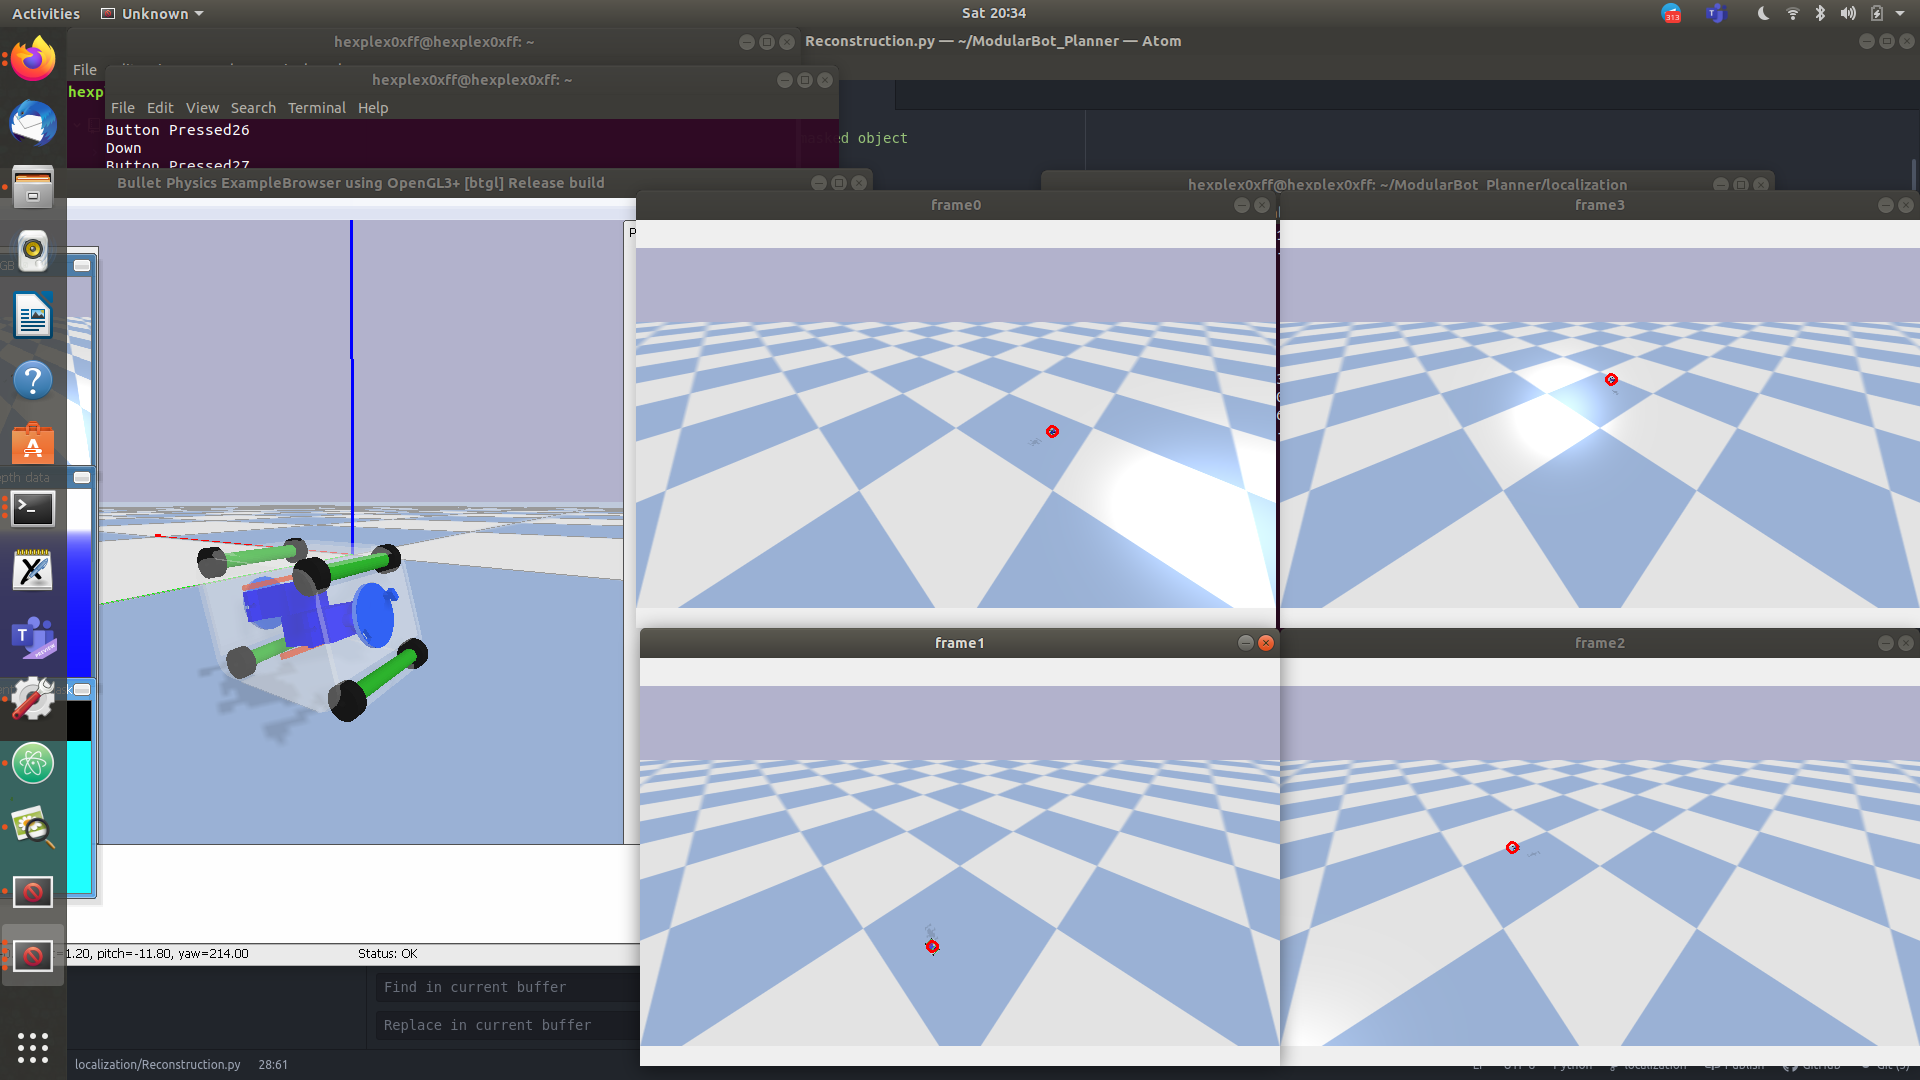 Activities
Unknown
Sat 20:34
313
hexplex0xff@hexplex0xff: ~
Reconstruction.py — ~/ModularBot_Planner — Atom
File
hexplex0xff@hexplex0xff: ~
hexp
File Edit View Search Terminal Help
Button Pressed26
Down
Button Pressed27
object
Bullet Physics ExampleBrowser using OpenGL3+ [btgl] Release build
hexplex0xff@hexplex0xff: ~/ModularBot_Planner/localization
frame0
frame3
P
frame1
frame2
=1.20, pitch=-11.80, yaw=214.00
Status: OK
Find in current buffer
Replace in current buffer
localization/Reconstruction.py 28:61